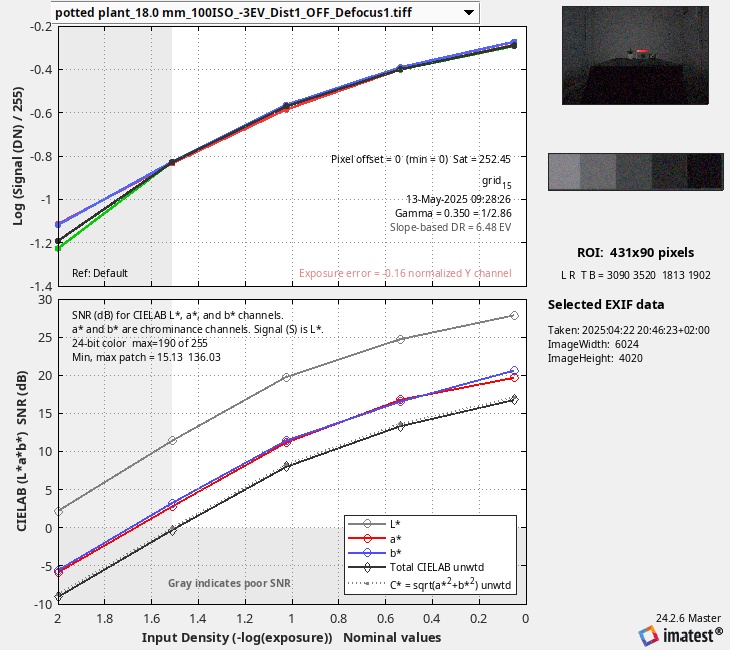 potted plant_18.0 mm_100ISO_-3EV_Dist1_OFF_Defocus1.tiff
-0.2
-0.4
-0.6
-0.8
-1
-1.2
-1.4
Log (Signal (DN) / 255)
Pixel offset = 0 (min = 0) Sat = 252.45
grid15
13-May-2025 09:28:26
Gamma = 0.350 = 1/2.86
Slope-based DR = 6.48 EV
Ref: Default
Exposure error = -0.16 normalized Y channel
30
25
20
15
10
5
0
-5
-10
CIELAB (L*a*b*) SNR (dB)
SNR (dB) for CIELAB L*, a*, and b* channels.
a* and b* are chrominance channels. Signal (S) is L*.
24-bit color max=190 of 255
Min, max patch = 15.13 136.03
L*
a*
b*
Total CIELAB unwtd
C* = sqrt(a*2+b*2) unwtd
Gray indicates poor SNR
2 1.8 1.6 1.4 1.2 1 0.8 0.6 0.4 0.2 0
Input Density (-log(exposure)) Nominal values
ROI: 431x90 pixels
L R T B = 3090 3520 1813 1902
Selected EXIF data
Taken: 2025:04:22 20:46:23+02:00
ImageWidth: 6024
ImageHeight: 4020
24.2.6 Master
imatest®